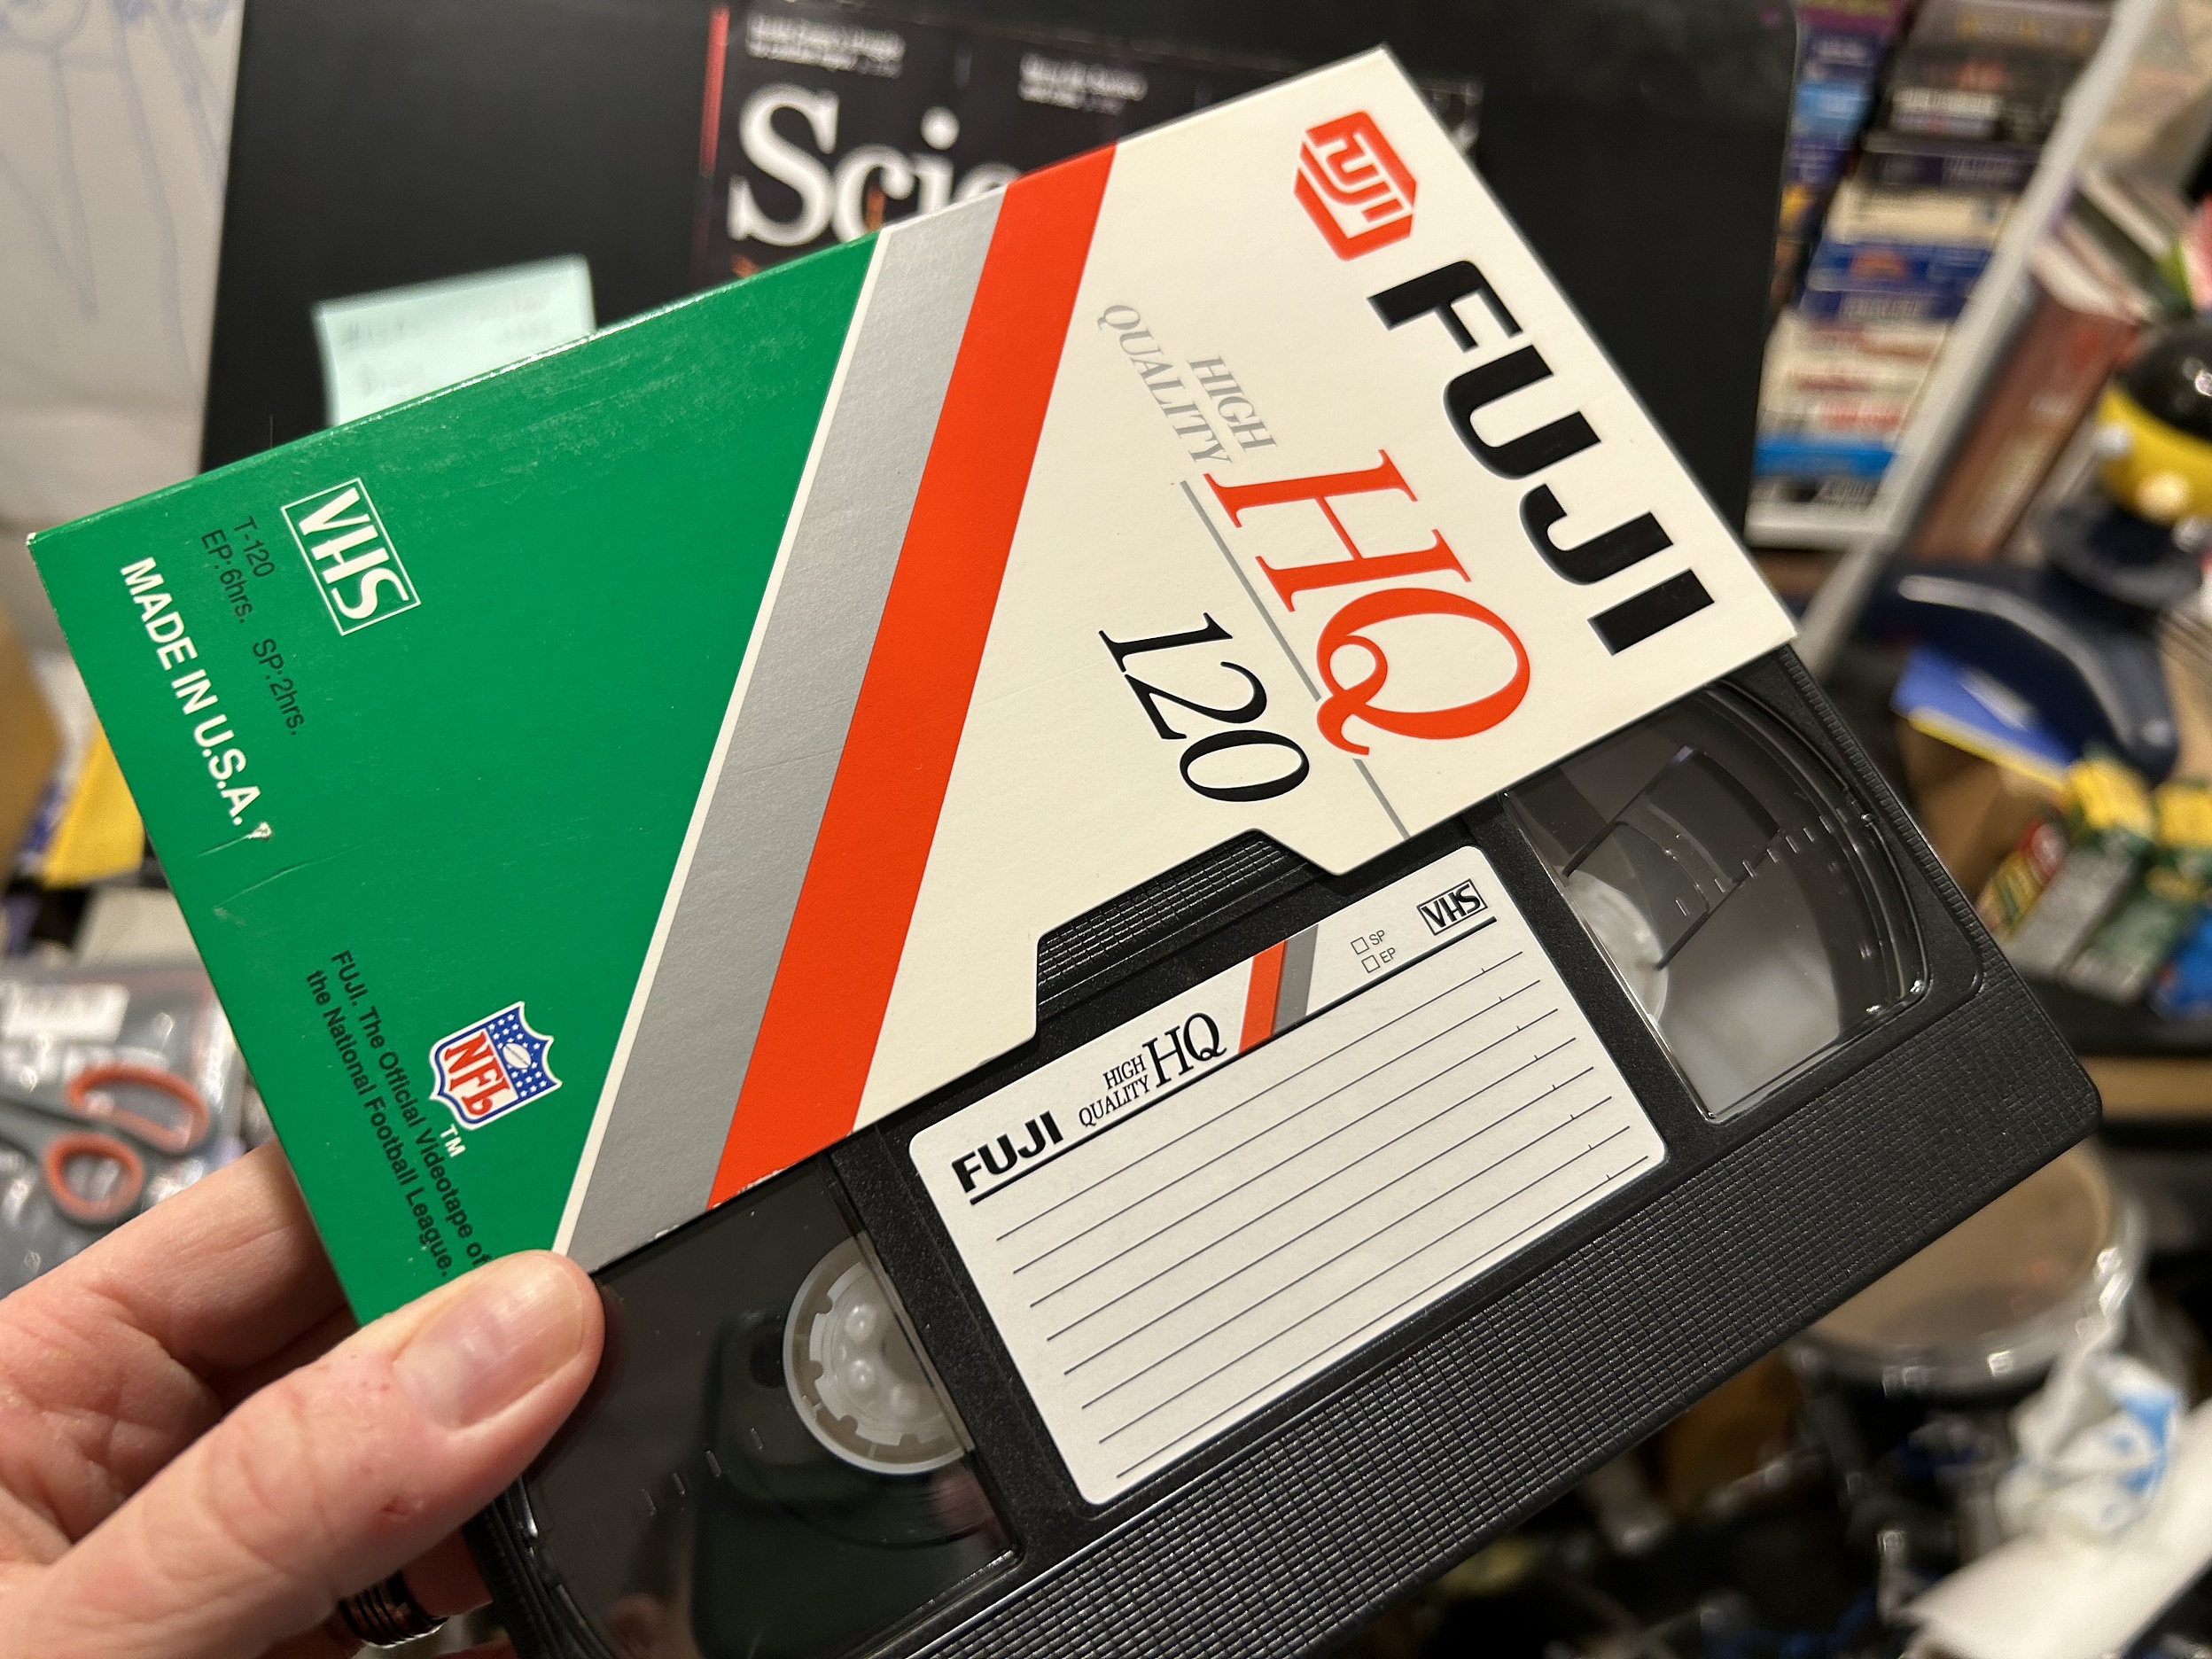 Scie
FUJI
FUJI
HIGH
QUALITY
HQ
120
VHS
T-120
EP:6hrs. SP:2hrs.
MADE IN U.S.A.
NFL
TM
FUJI. The Official Videotape of
the National Football League.
FUJI
HIGH
QUALITY
HQ
SP
EP
VHS